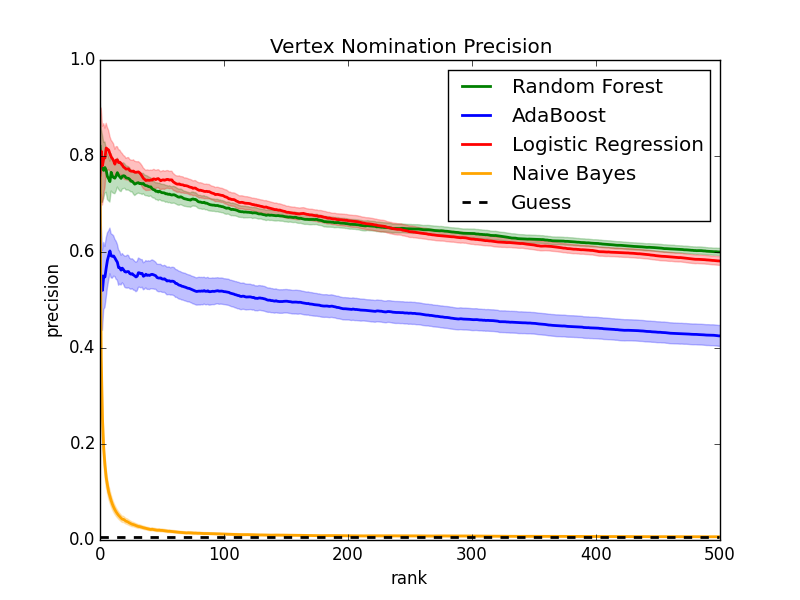 Vertex Nomination Precision
1.0
0.8
0.6
0.4
0.2
0.0
precision
Random Forest
AdaBoost
Logistic Regression
Naive Bayes
Guess
0 100 200 300 400 500
rank